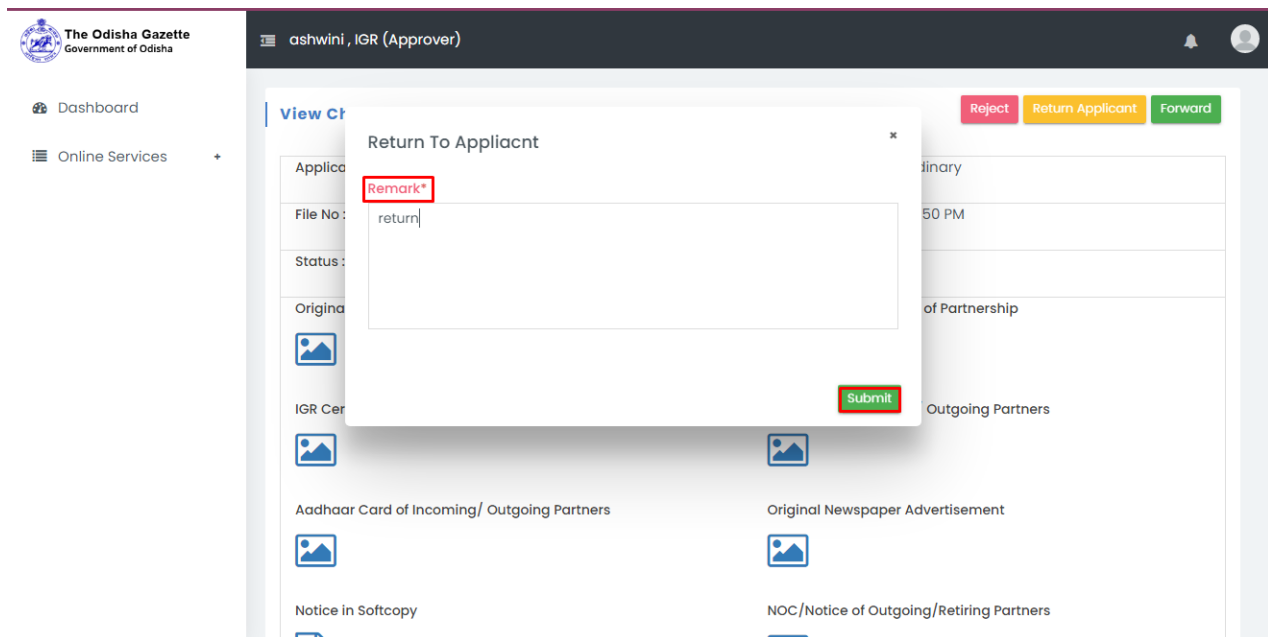 The Odisha Gazette
Government of Odisha
ashwini , IGR (Approver)
Dashboard
Online Services +
View Ch
Reject Return Applicant Forward
Return To Appliacnt
×
Remark*
return
Submit
Applica
dinary
File No :
50 PM
Status :
Origina
of Partnership
IGR Cer
Outgoing Partners
Aadhaar Card of Incoming/ Outgoing Partners
Original Newspaper Advertisement
Notice in Softcopy
NOC/Notice of Outgoing/Retiring Partners